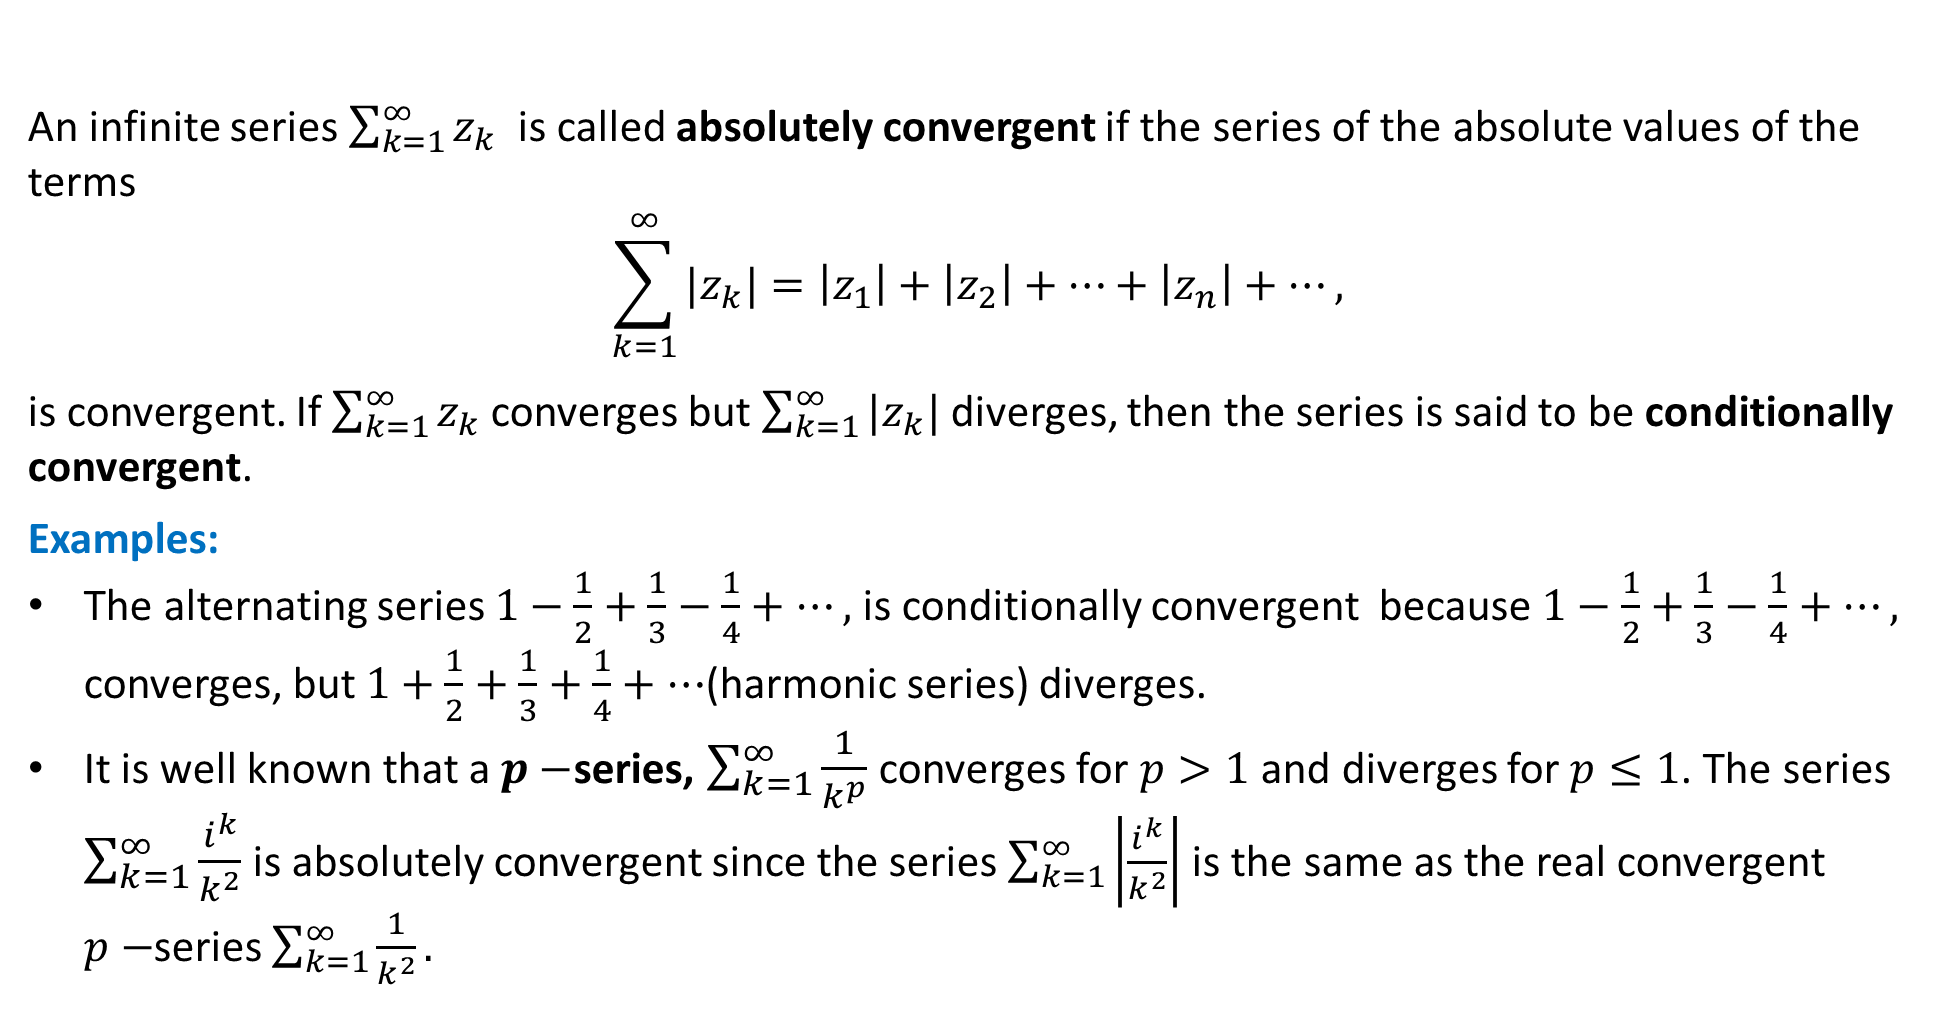 An infinite series ∑_{k=1}^{∞} z_k is called absolutely convergent if the series of the absolute values of the
terms
∑_{k=1}^{∞} |z_k| = |z_1| + |z_2| + ⋯ + |z_n| + ⋯ ,
is convergent. If ∑_{k=1}^{∞} z_k converges but ∑_{k=1}^{∞} |z_k| diverges, then the series is said to be conditionally
convergent.
Examples:
• The alternating series 1 − 1/2 + 1/3 − 1/4 + ⋯ , is conditionally convergent because 1 − 1/2 + 1/3 − 1/4 + ⋯ ,
converges, but 1 + 1/2 + 1/3 + 1/4 + ⋯(harmonic series) diverges.
• It is well known that a p −series, ∑_{k=1}^{∞} 1/k^p converges for p > 1 and diverges for p ≤ 1. The series
∑_{k=1}^{∞} i^k/k^2 is absolutely convergent since the series ∑_{k=1}^{∞} |i^k/k^2| is the same as the real convergent
p −series ∑_{k=1}^{∞} 1/k^2 .